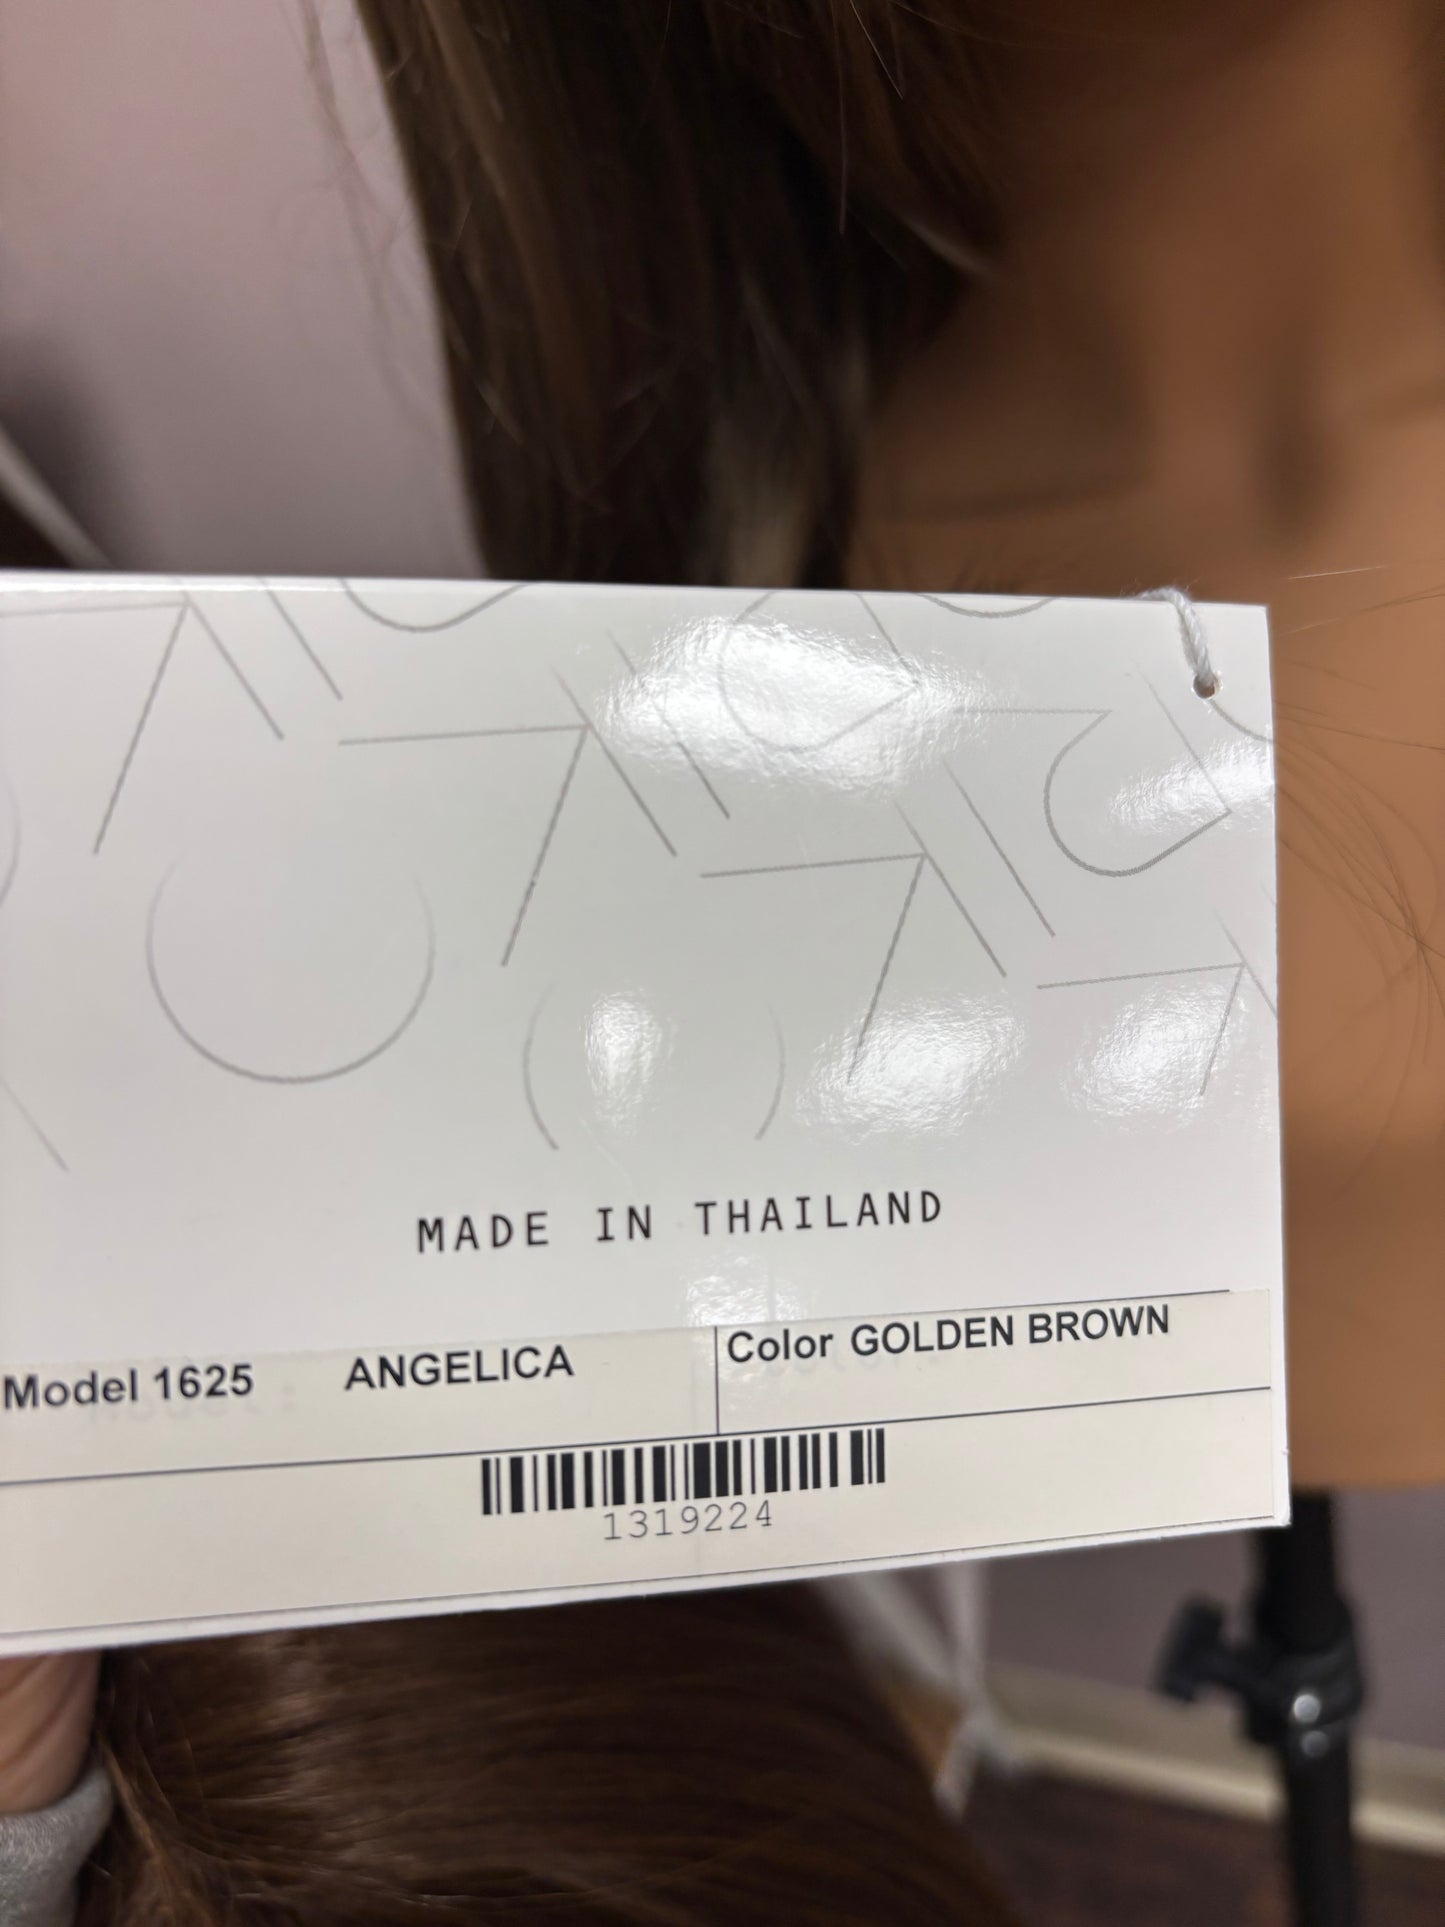 MADE IN THAILAND
Model 1625 ANGELICA Color GOLDEN BROWN
1319224